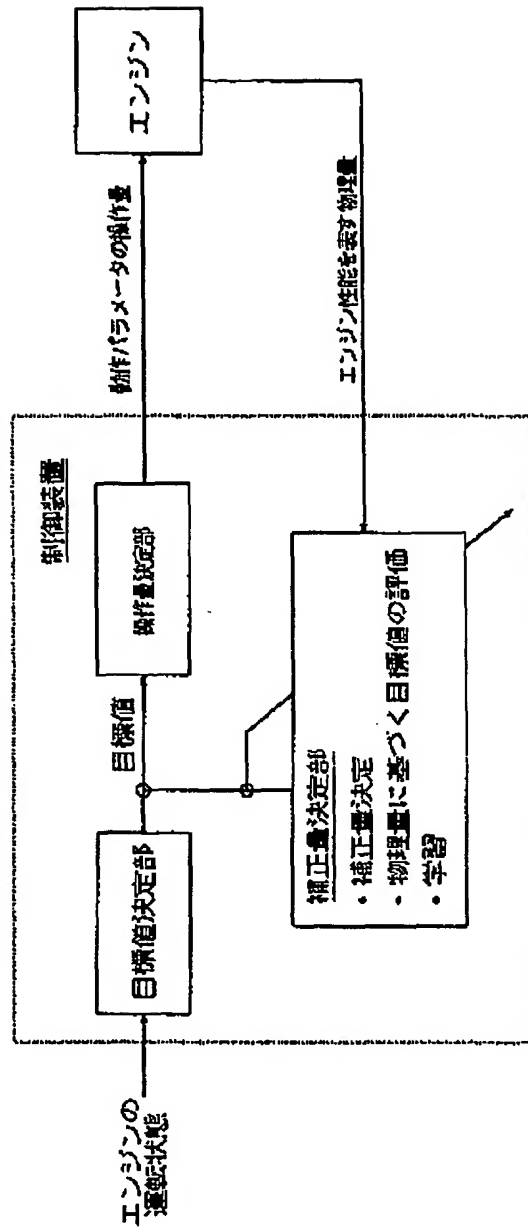 エンジンの
運転状態
制御装置
目標値決定部
目標値
操作量決定部
動作パラメータの操作量
エンジン
エンジン性能を表す物理量
補正量決定部
・補正量決定
・物理量に基づく目標値の評価
・学習